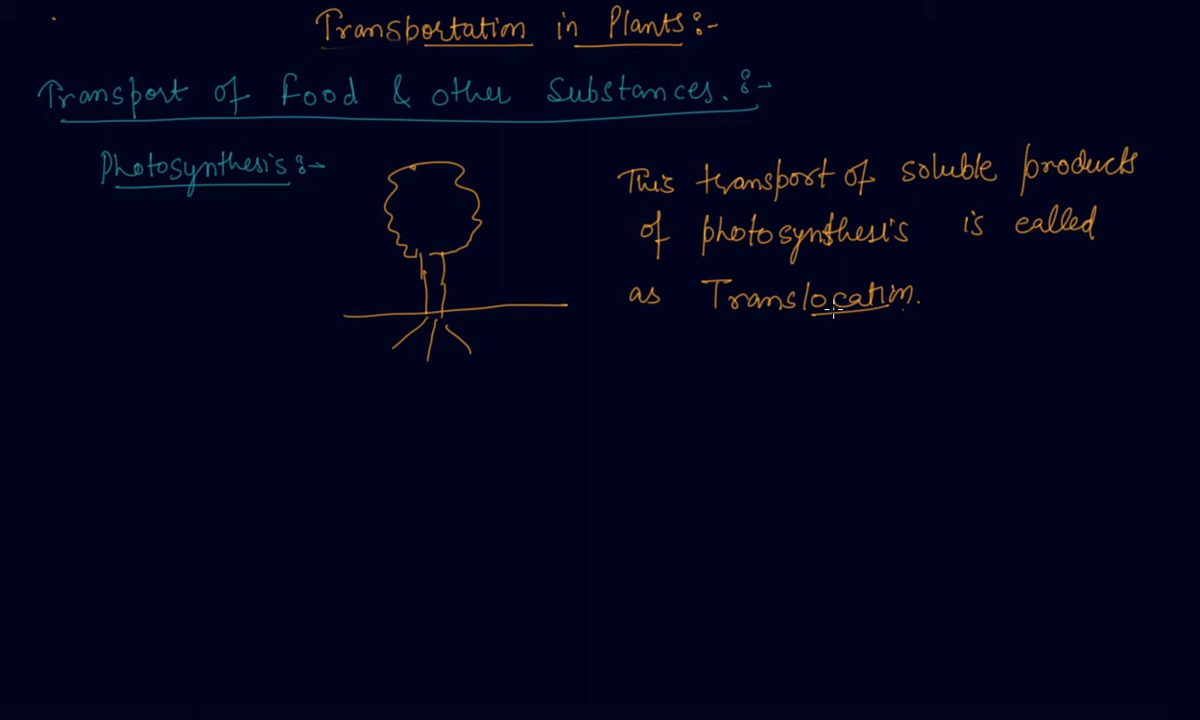 Transportation in Plants:-
Transport of Food & other Substances.:-
Photosynthesis:-
This transport of soluble products
of photosynthesis is called
as Translocation.